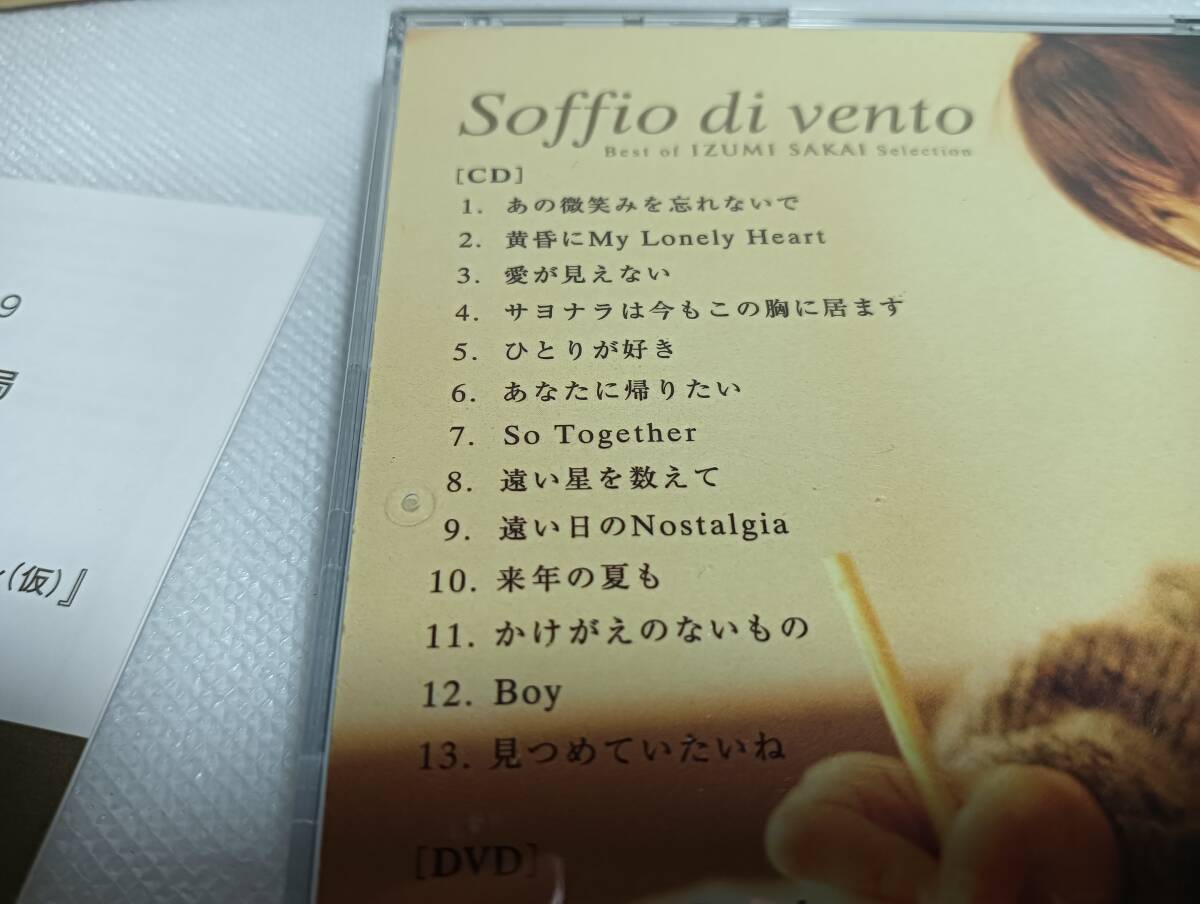 Soffio di vento
Best of IZUMI SAKAI Selection
[CD]
1. あの微笑みを忘れないで
2. 黄昏にMy Lonely Heart
3. 愛が見えない
4. サヨナラは今もこの胸に居ます
5. ひとりが好き
6. あなたに帰りたい
7. So Together
8. 遠い星を数えて
9. 遠い日のNostalgia
10. 来年の夏も
11. かけがえのないもの
12. Boy
13. 見つめていたいね
[DVD]
9
(仮)』